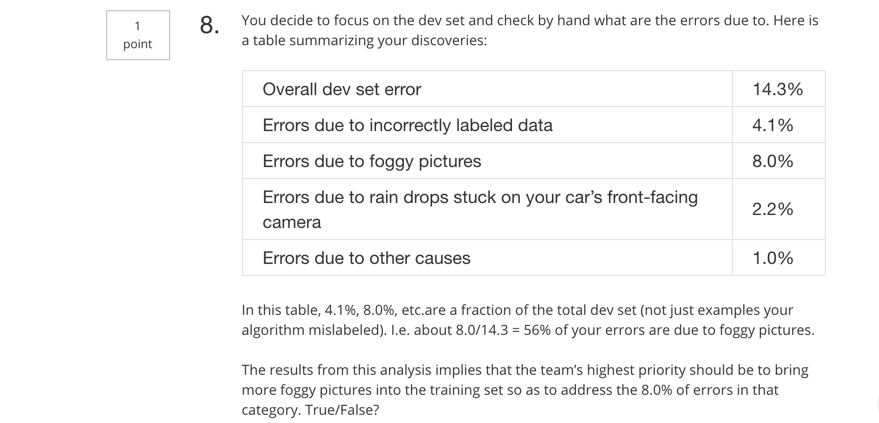 1
point
8.
You decide to focus on the dev set and check by hand what are the errors due to. Here is
a table summarizing your discoveries:
Overall dev set error 14.3%
Errors due to incorrectly labeled data 4.1%
Errors due to foggy pictures 8.0%
Errors due to rain drops stuck on your car's front-facing
camera 2.2%
Errors due to other causes 1.0%
In this table, 4.1%, 8.0%, etc.are a fraction of the total dev set (not just examples your
algorithm mislabeled). I.e. about 8.0/14.3 = 56% of your errors are due to foggy pictures.
The results from this analysis implies that the team's highest priority should be to bring
more foggy pictures into the training set so as to address the 8.0% of errors in that
category. True/False?